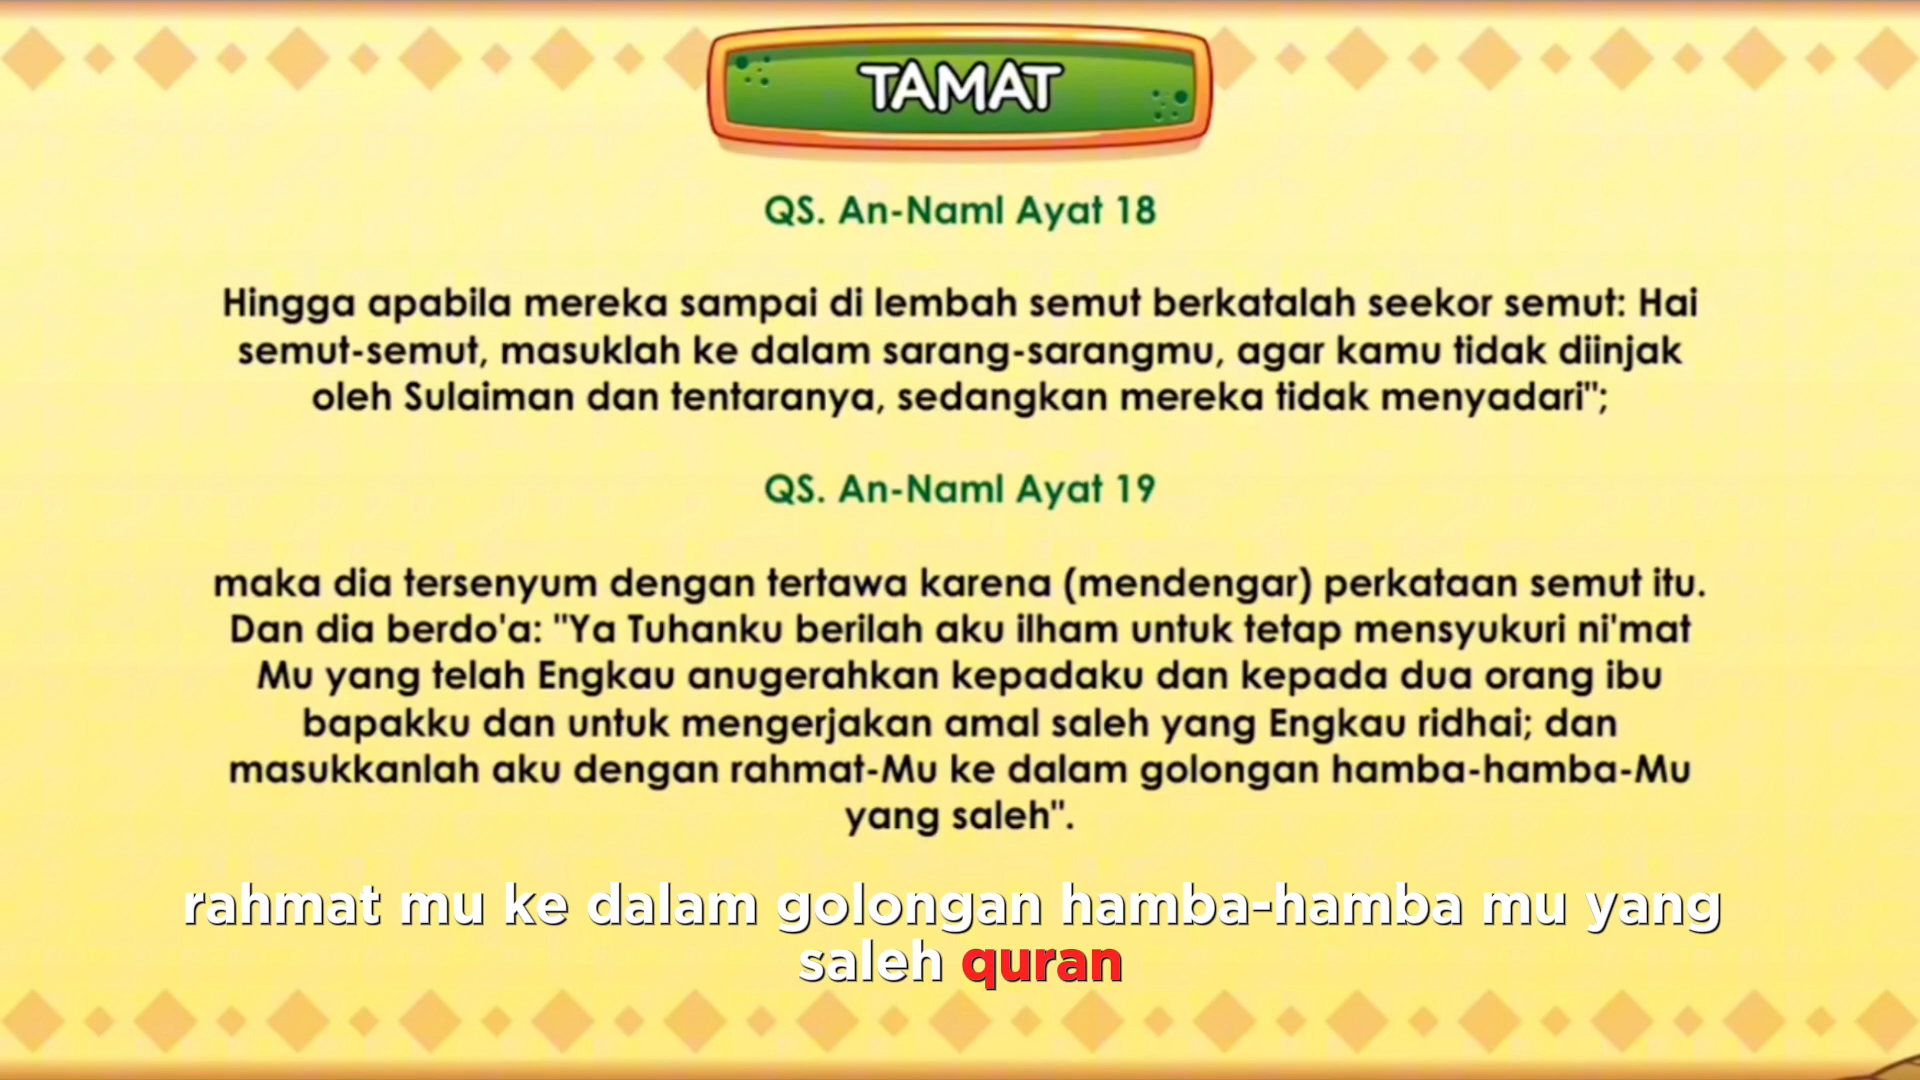 TAMAT
QS. An-Naml Ayat 18
Hingga apabila mereka sampai di lembah semut berkatalah seekor semut: Hai
semut-semut, masuklah ke dalam sarang-sarangmu, agar kamu tidak diinjak
oleh Sulaiman dan tentaranya, sedangkan mereka tidak menyadari";
QS. An-Naml Ayat 19
maka dia tersenyum dengan tertawa karena (mendengar) perkataan semut itu.
Dan dia berdo'a: "Ya Tuhanku berilah aku ilham untuk tetap mensyukuri ni'mat
Mu yang telah Engkau anugerahkan kepadaku dan kepada dua orang ibu
bapakku dan untuk mengerjakan amal saleh yang Engkau ridhai; dan
masukkanlah aku dengan rahmat-Mu ke dalam golongan hamba-hamba-Mu
yang saleh".
rahmat mu ke dalam golongan hamba-hamba mu yang
saleh quran